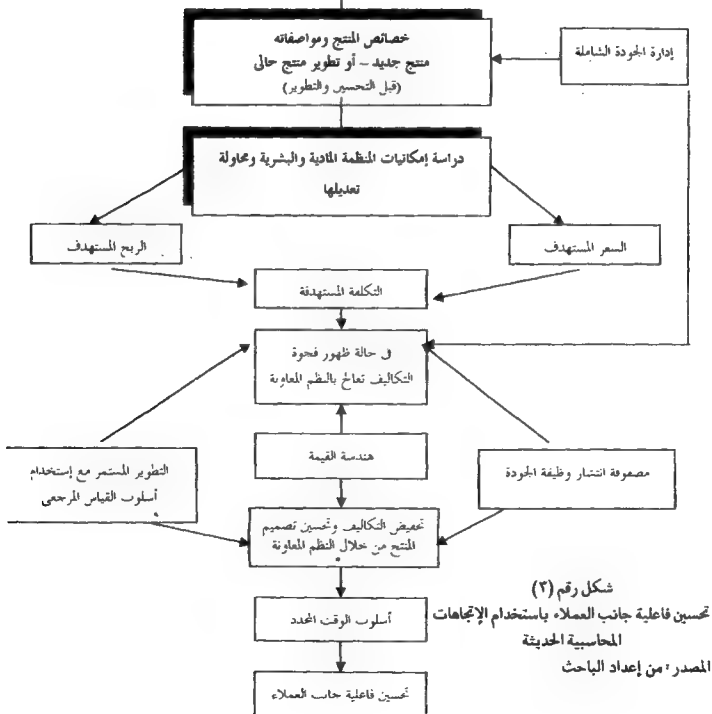 خصائص المنتج ومواصفاته
منتج جديد – أو تطوير منتج حالى
(قبل التحسين والتطوير)
إدارة الجودة الشاملة
دراسة إمكانيات المنظمة المادية والبشرية ومحاولة
تعديلها
السعر المستهدف
الربح المستهدف
التكلفة المستهدفة
فى حالة ظهور فجوة
التكاليف تعالج بالنظم المعاونة
هندسة القيمة
مصفوفة انتشار وظيفة الجودة
التطوير المستمر مع إستخدام
أسلوب القياس المرجعى
تخفيض التكاليف وتحسين تصميم
المنتج من خلال النظم المعاونة
أسلوب الوقت المحدد
تحسين فاعلية جانب العملاء
شكل رقم (٣)
تحسين فاعلية جانب العملاء باستخدام الإتجاهات
المحاسبية الحديثة
المصدر : من إعداد الباحث